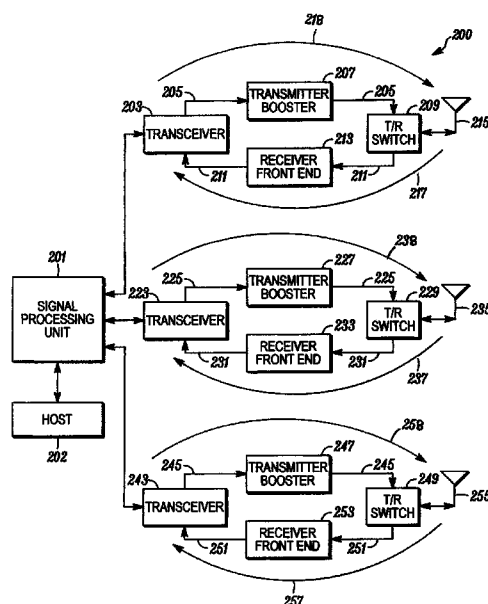 218
200
205
207
205
203
TRANSMITTER
BOOSTER
209
215
TRANSCEIVER
213
T/R
SWITCH
RECEIVER
FRONT END
211
211
217
238
201
225
227
225
223
TRANSMITTER
BOOSTER
229
235
SIGNAL
PROCESSING
UNIT
TRANSCEIVER
233
T/R
SWITCH
RECEIVER
FRONT END
231
231
237
HOST
202
258
245
247
245
243
TRANSMITTER
BOOSTER
249
255
TRANSCEIVER
253
T/R
SWITCH
RECEIVER
FRONT END
251
251
257